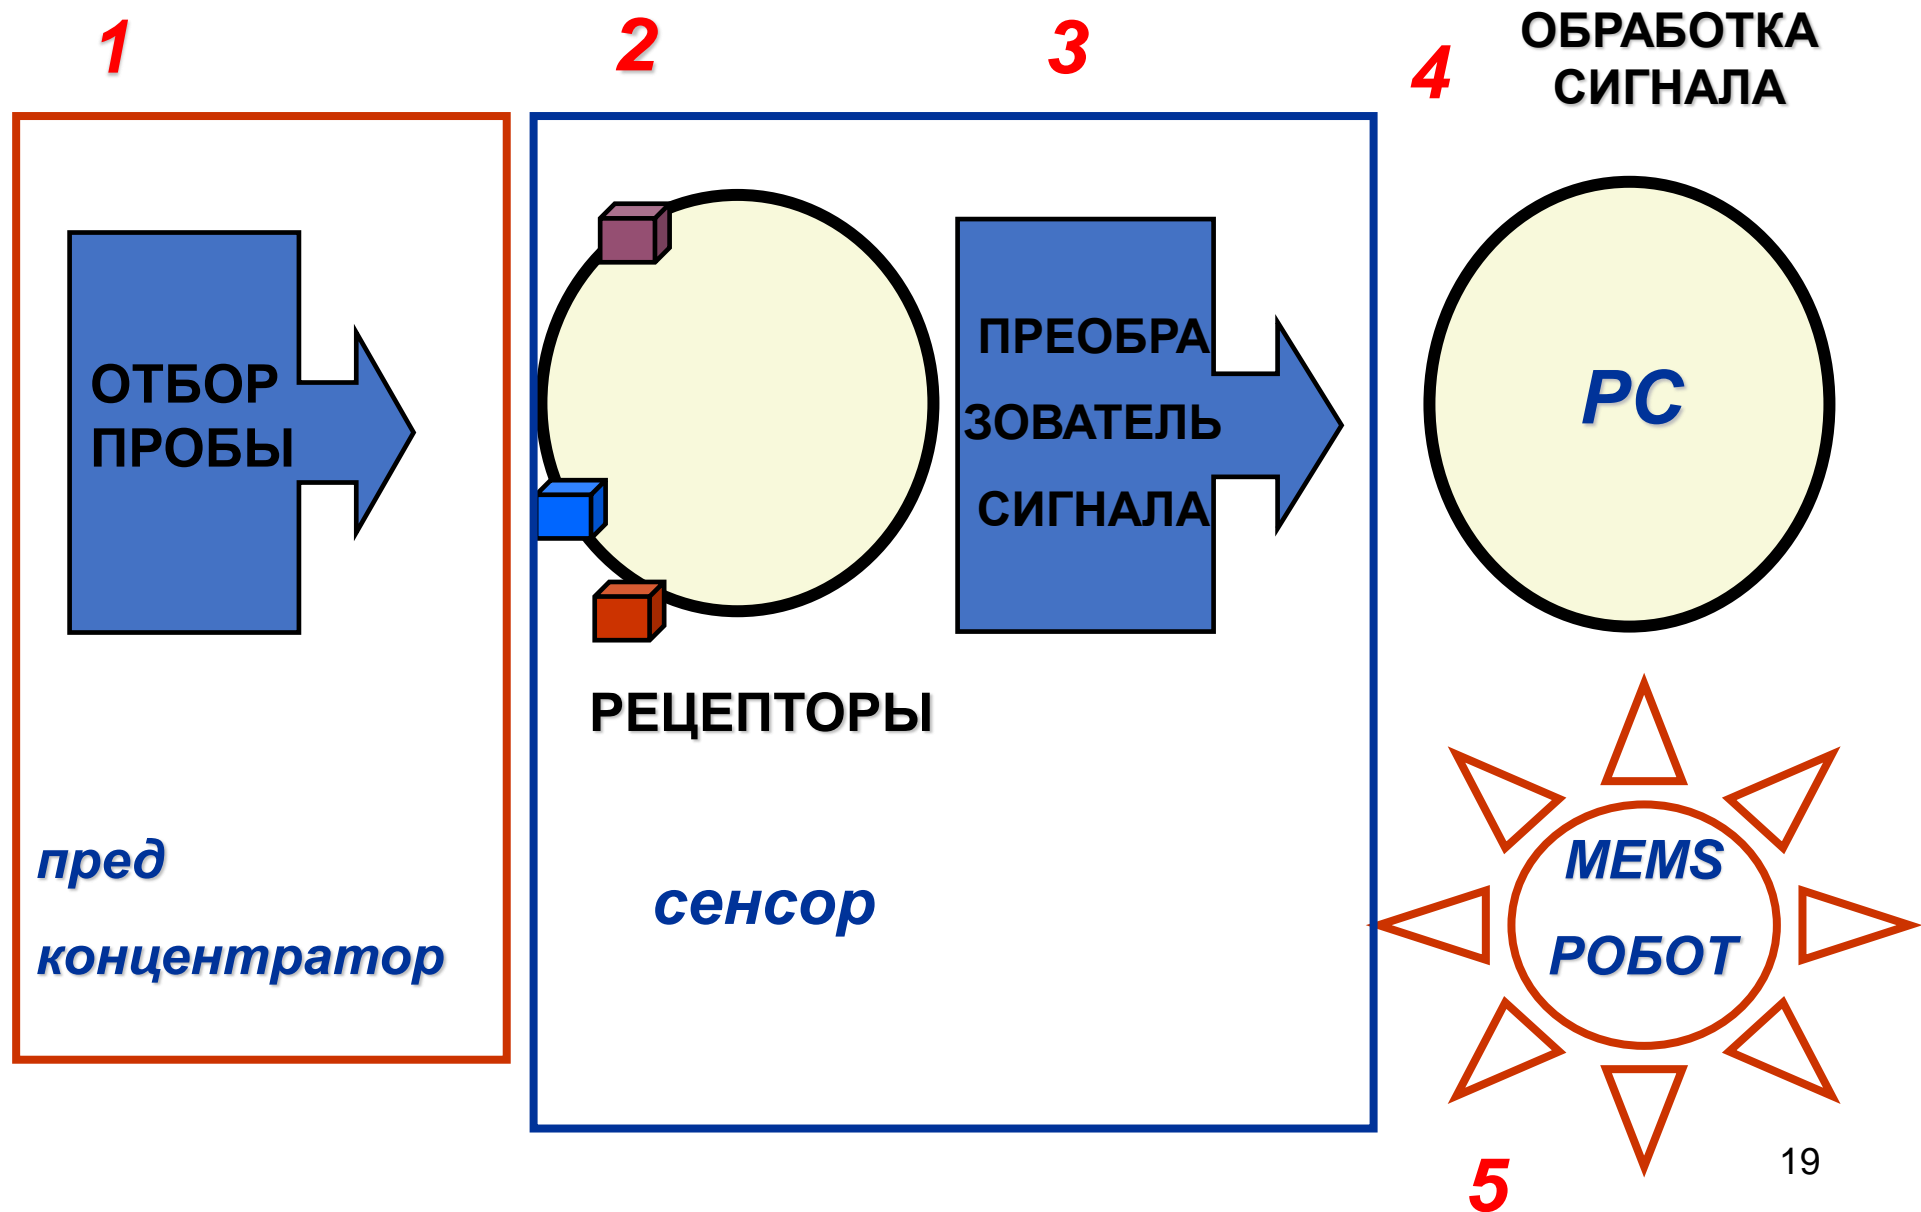 1
2
3
4
ОБРАБОТКА
СИГНАЛА
ОТБОР
ПРОБЫ
ПРЕОБРА
ЗОВАТЕЛЬ
СИГНАЛА
PC
РЕЦЕПТОРЫ
пред
концентратор
сенсор
MEMS
РОБОТ
5
19